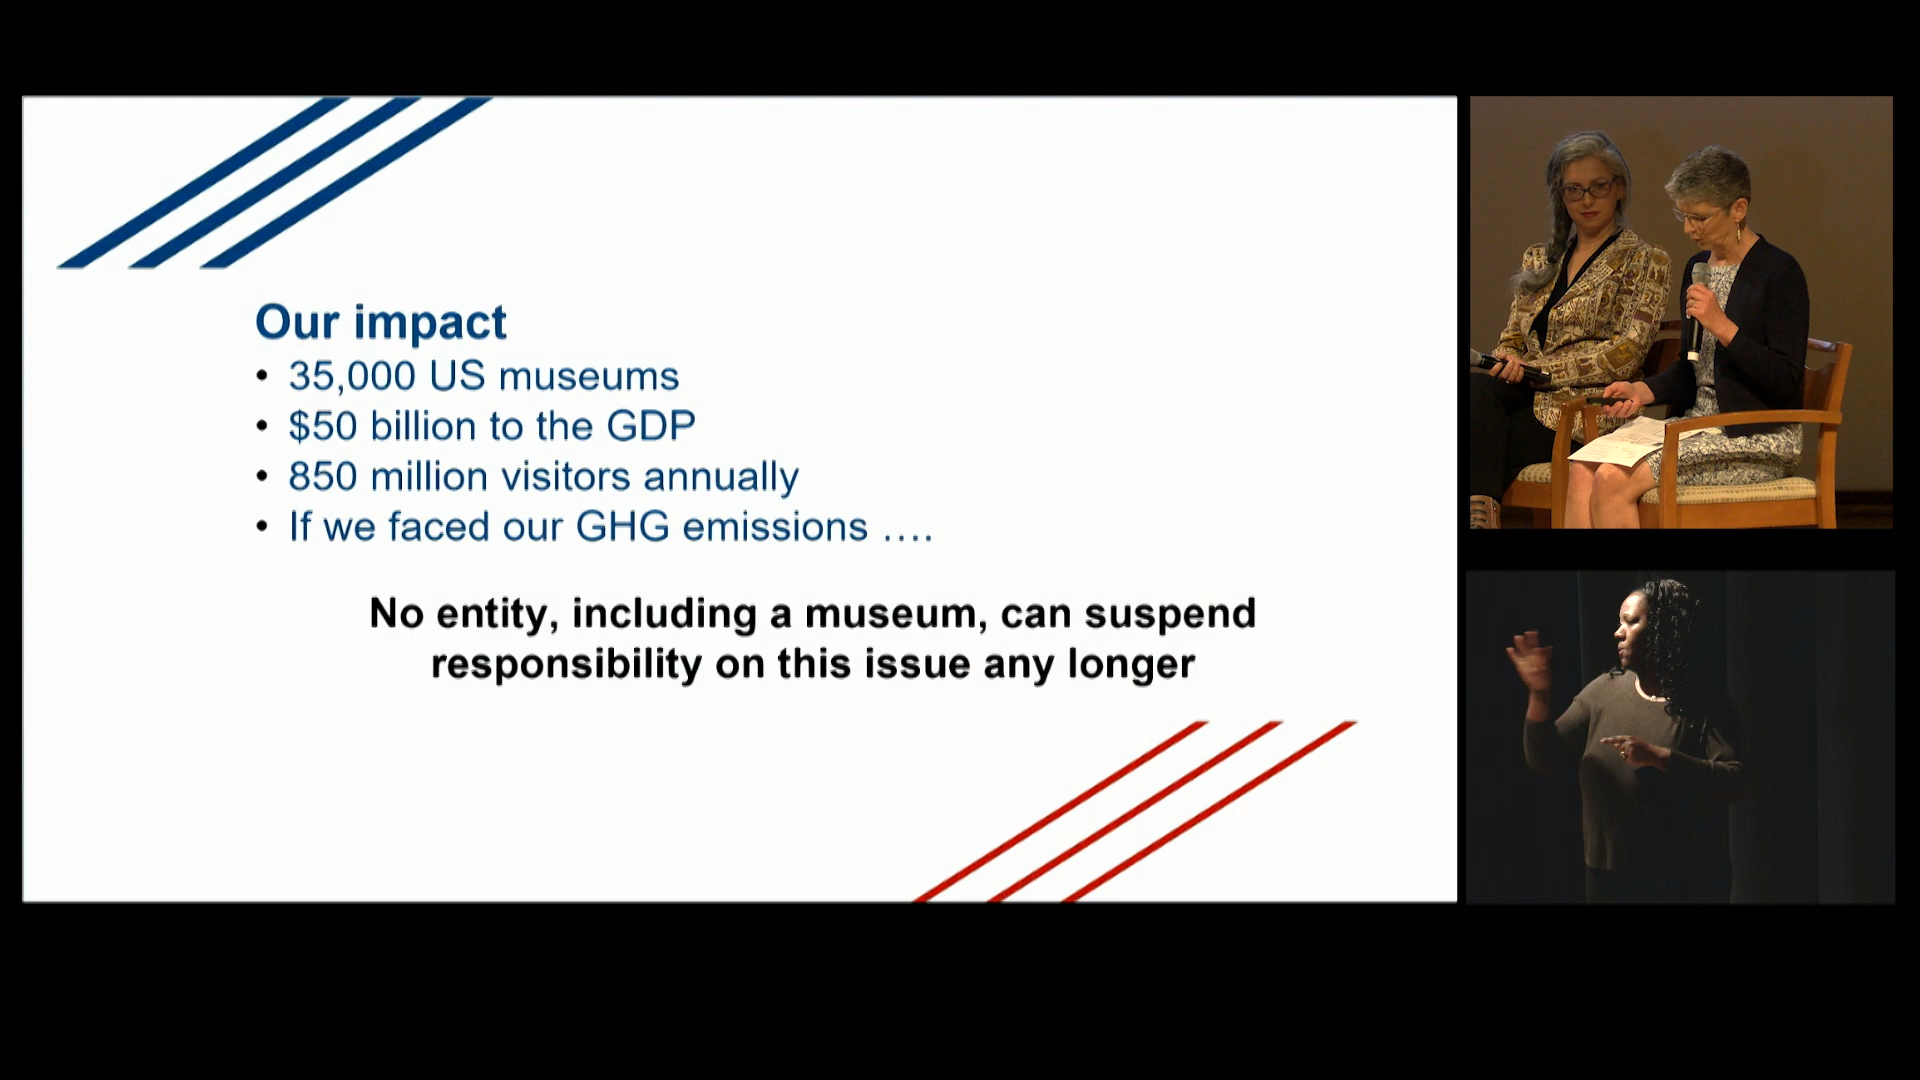 Our impact
• 35,000 US museums
• $50 billion to the GDP
• 850 million visitors annually
• If we faced our GHG emissions ....
No entity, including a museum, can suspend
responsibility on this issue any longer